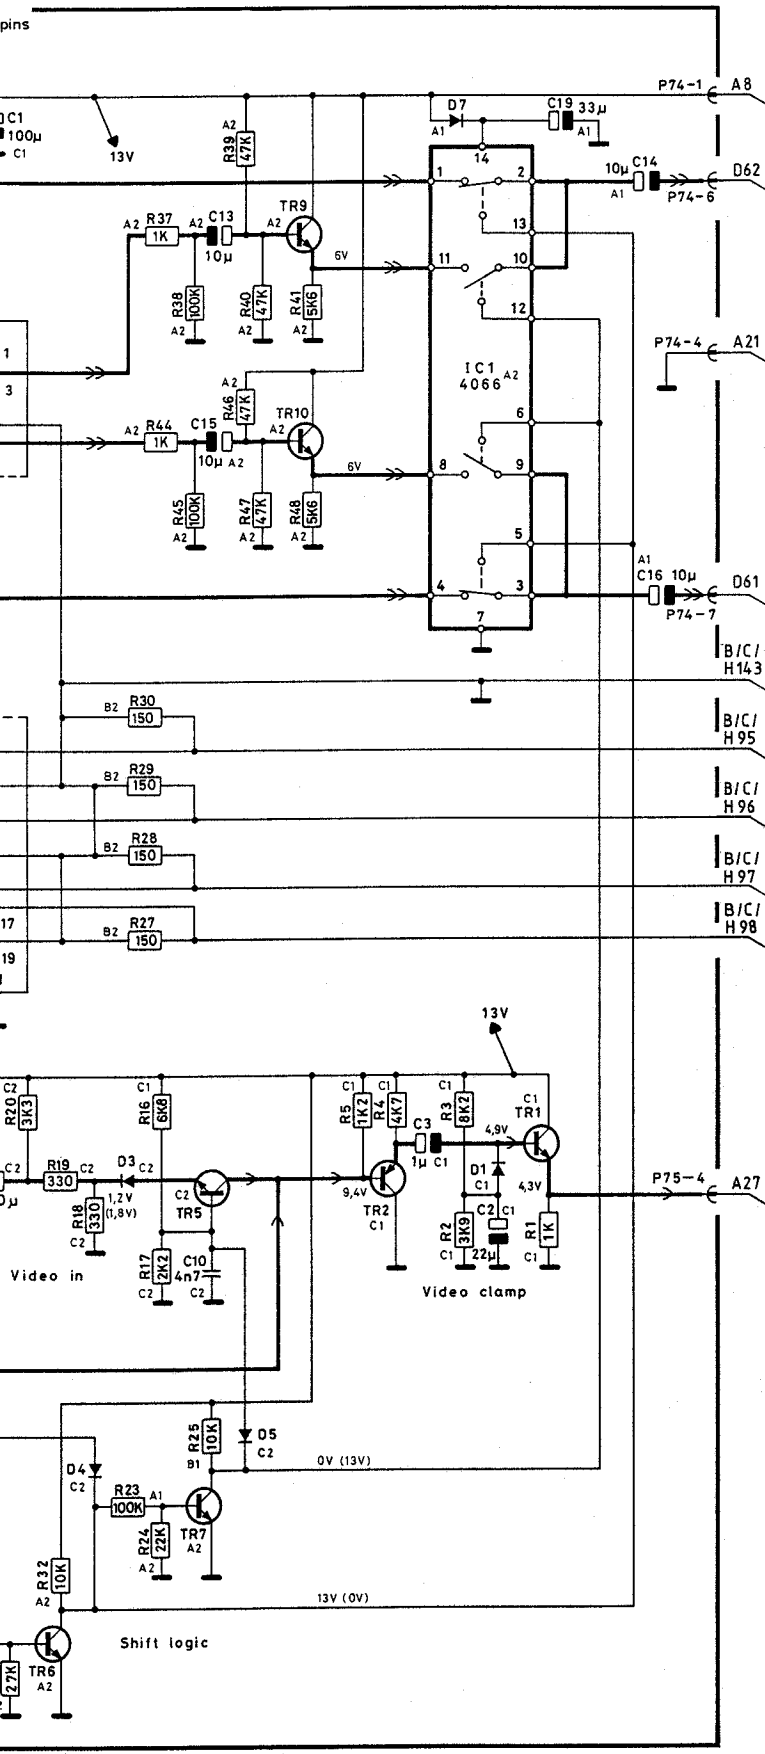 pins
P74-1 A8
C1
100µ
C1
13V
A2
R39
47K
D7
A1
C19 33µ
A1
14
1 2
10µ C14
A1
D62
P74-6
TR9
A2 R37
1K
A2 C13
10µ
A2
6V
13
11 10
R38
100K
A2
R40
47K
A2
R41
5K6
A2
12
1
3
P74-4 A21
IC1
4066 A2
A2
R46
47K
TR10
A2
A2 R44
1K
C15
10µ A2
6V
6
8 9
R45
100K
A2
R47
47K
A2
R48
5K6
A2
5
A1
C16 10µ
D61
4 3
P74-7
7
B/C/
H143
B2 R30
150
B/C/
H95
B2 R29
150
B/C/
H96
B2 R28
150
B/C/
H97
B/C/
H98
17
B2 R27
150
19
13V
C2
R20
3K3
C1
R16
6K8
C1
R5
1K2
C1
R4
4K7
C1
R3
8K2
C1
TR1
C3
1µ C1
4,9V
C2 R19
330
C2 D3 C2
1,2V
(1,8V)
R18
330
C2
C2
TR5
9,4V
TR2
C1
D1
C1
4,3V
P75-4 A27
R2
3K9
C1
C2 C1
22µ
R1
1K
C1
R17
2K2
C2
C10
4n7
C2
Video in
Video clamp
R25
10K
B1
D5
C2
0V (13V)
D4
C2
R23
100K
A1
R24
22K
A2
TR7
A2
R32
10K
A2
13V (0V)
TR6
A2
Shift logic
27K